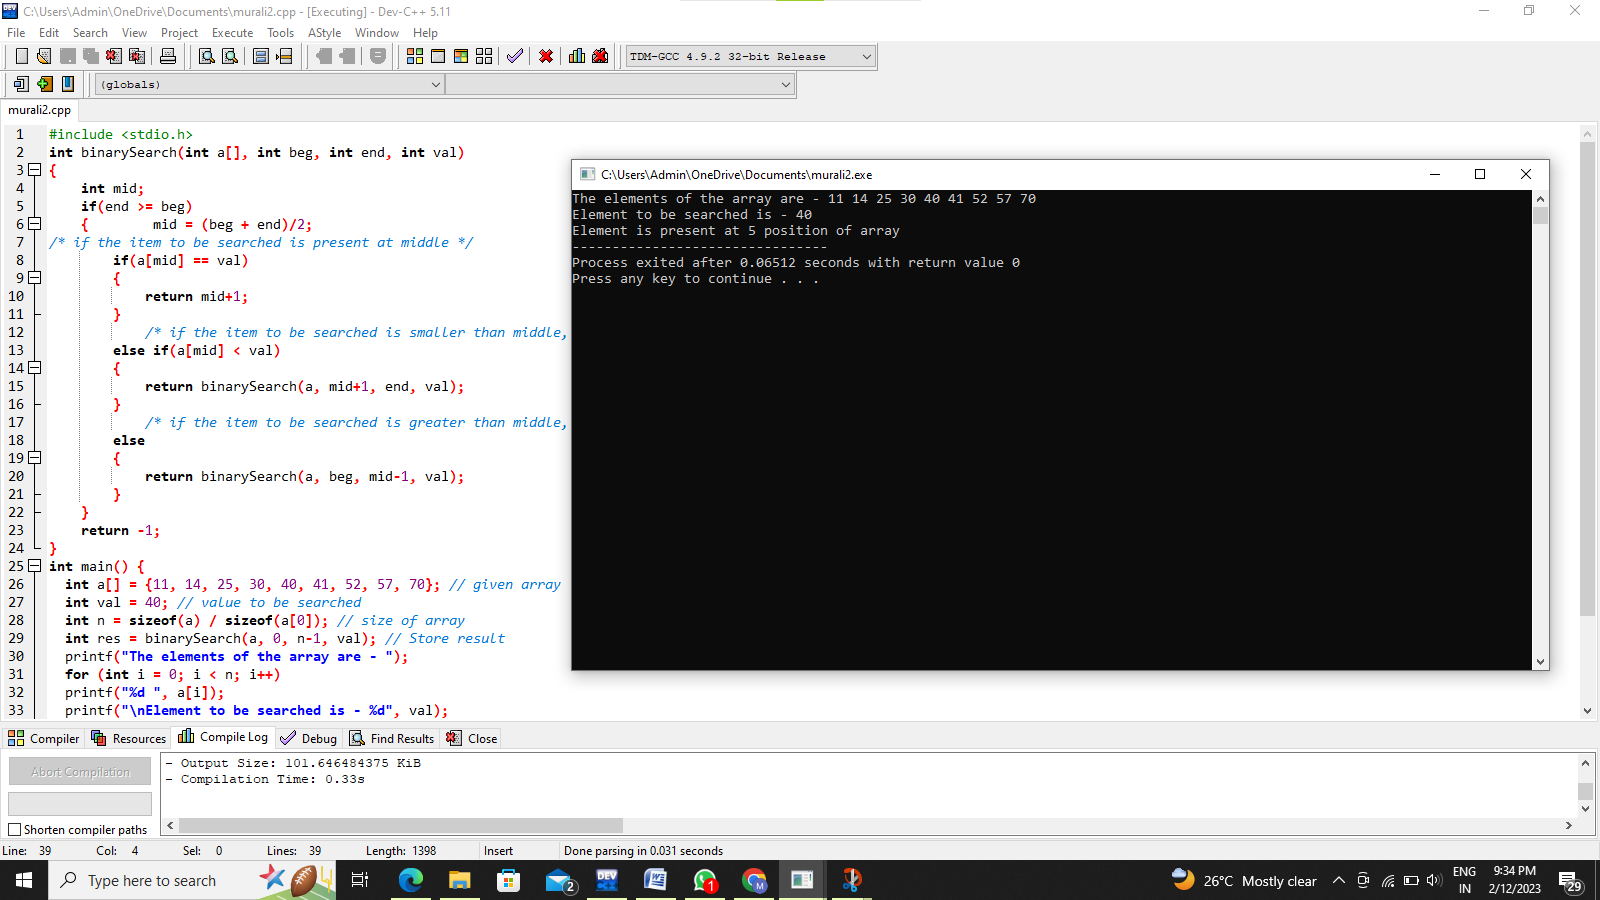 C:\Users\Admin\OneDrive\Documents\murali2.cpp - [Executing] - Dev-C++ 5.11
File Edit Search View Project Execute Tools AStyle Window Help
TDM-GCC 4.9.2 32-bit Release
(globals)
murali2.cpp
1 #include <stdio.h>
2 int binarySearch(int a[], int beg, int end, int val)
3 {
4 int mid;
5 if(end >= beg)
6 { mid = (beg + end)/2;
7 /* if the item to be searched is present at middle */
8 if(a[mid] == val)
9 {
10 return mid+1;
11 }
12 /* if the item to be searched is smaller than middle,
13 else if(a[mid] < val)
14 {
15 return binarySearch(a, mid+1, end, val);
16 }
17 /* if the item to be searched is greater than middle,
18 else
19 {
20 return binarySearch(a, beg, mid-1, val);
21 }
22 }
23 return -1;
24 }
25 int main() {
26 int a[] = {11, 14, 25, 30, 40, 41, 52, 57, 70}; // given array
27 int val = 40; // value to be searched
28 int n = sizeof(a) / sizeof(a[0]); // size of array
29 int res = binarySearch(a, 0, n-1, val); // Store result
30 printf("The elements of the array are - ");
31 for (int i = 0; i < n; i++)
32 printf("%d ", a[i]);
33 printf("\nElement to be searched is - %d", val);
C:\Users\Admin\OneDrive\Documents\murali2.exe
The elements of the array are - 11 14 25 30 40 41 52 57 70
Element to be searched is - 40
Element is present at 5 position of array
--------------------------------
Process exited after 0.06512 seconds with return value 0
Press any key to continue . . .
Compiler Resources Compile Log Debug Find Results Close
Abort Compilation
Shorten compiler paths
- Output Size: 101.646484375 KiB
- Compilation Time: 0.33s
Line: 39 Col: 4 Sel: 0 Lines: 39 Length: 1398 Insert Done parsing in 0.031 seconds
Type here to search
2
DEV
W
1
M
26°C Mostly clear
ENG
IN
9:34 PM
2/12/2023
29